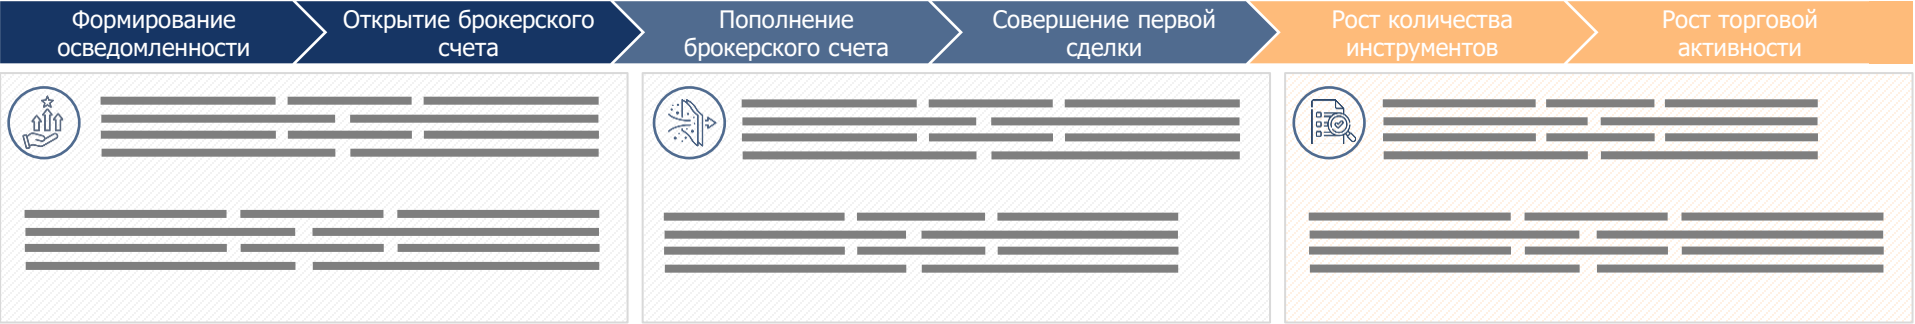 Формирование
осведомленности
Открытие брокерского
счета
Пополнение
брокерского счета
Совершение первой
сделки
Рост количества
инструментов
Рост торговой
активности